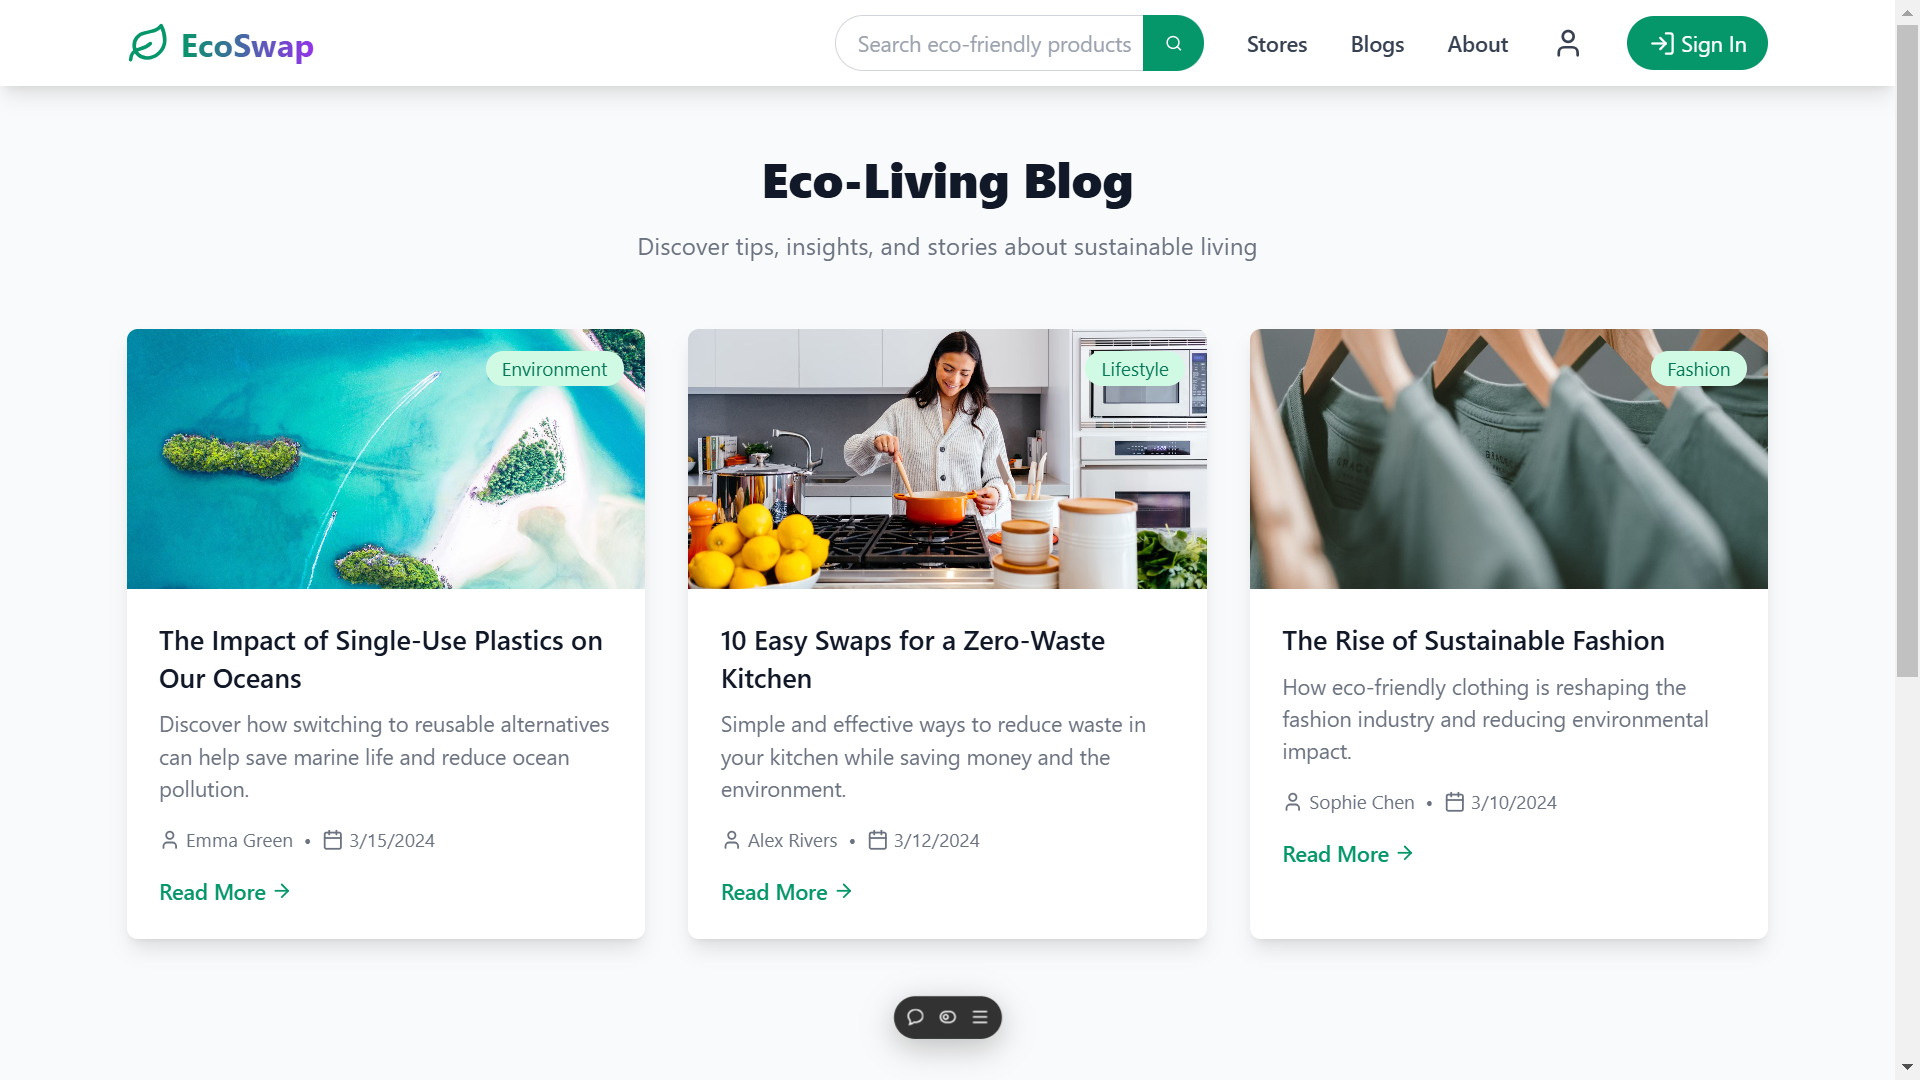 EcoSwap
Search eco-friendly products
Stores
Blogs
About
Sign In
Eco-Living Blog
Discover tips, insights, and stories about sustainable living
Environment
Lifestyle
Fashion
The Impact of Single-Use Plastics on
Our Oceans
Discover how switching to reusable alternatives
can help save marine life and reduce ocean
pollution.
Emma Green • 3/15/2024
Read More
10 Easy Swaps for a Zero-Waste
Kitchen
Simple and effective ways to reduce waste in
your kitchen while saving money and the
environment.
Alex Rivers • 3/12/2024
Read More
The Rise of Sustainable Fashion
How eco-friendly clothing is reshaping the
fashion industry and reducing environmental
impact.
Sophie Chen • 3/10/2024
Read More